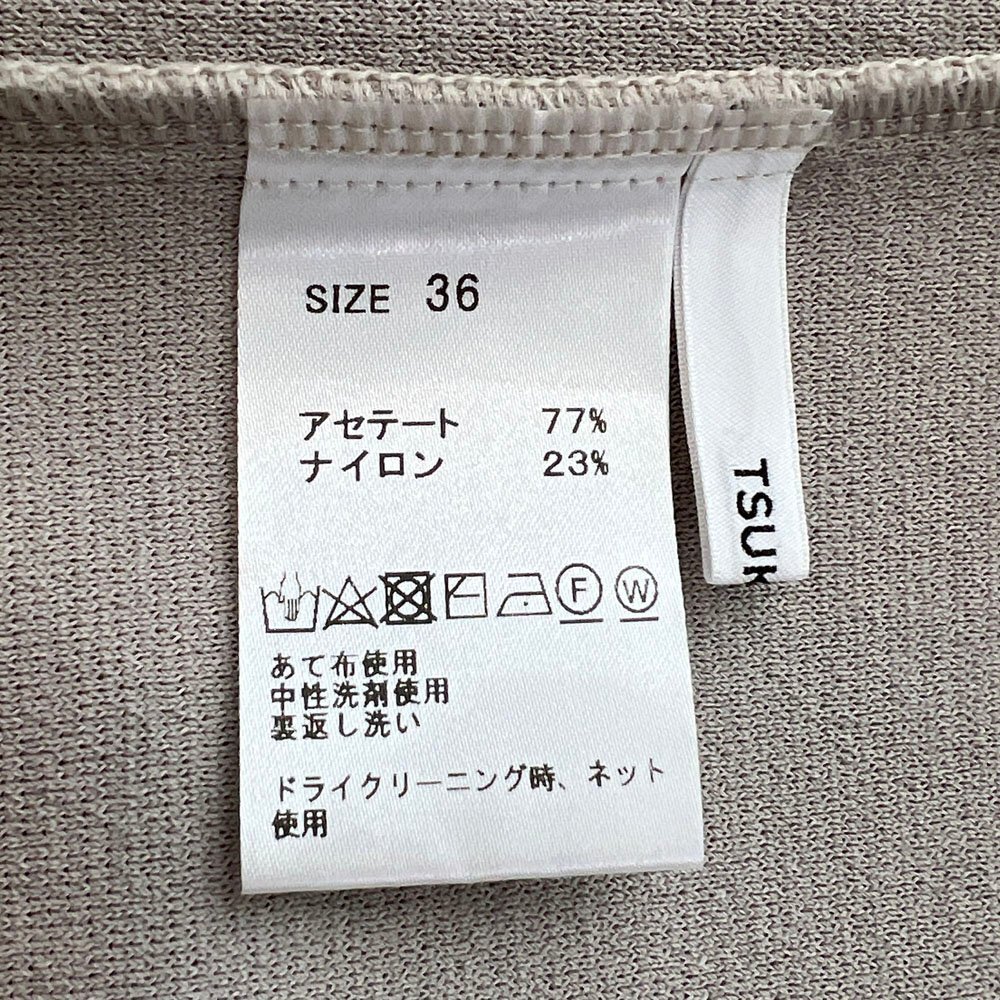 SIZE 36
アセテート 77%
ナイロン 23%
F W
あて布使用
中性洗剤使用
裏返し洗い
ドライクリーニング時、ネット
使用
TSUK